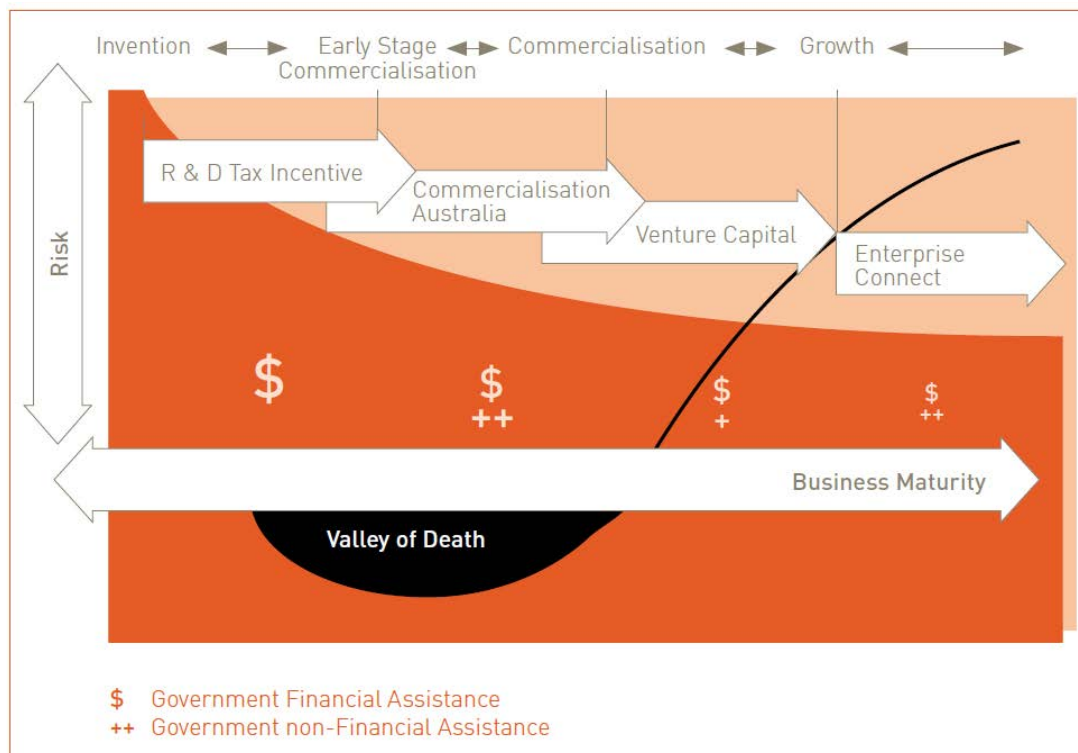 Invention
Early Stage
Commercialisation
Commercialisation
Growth
Risk
R & D Tax Incentive
Commercialisation
Australia
Venture Capital
Enterprise
Connect
$
$
++
$
+
$
++
Business Maturity
Valley of Death
$ Government Financial Assistance
++ Government non-Financial Assistance